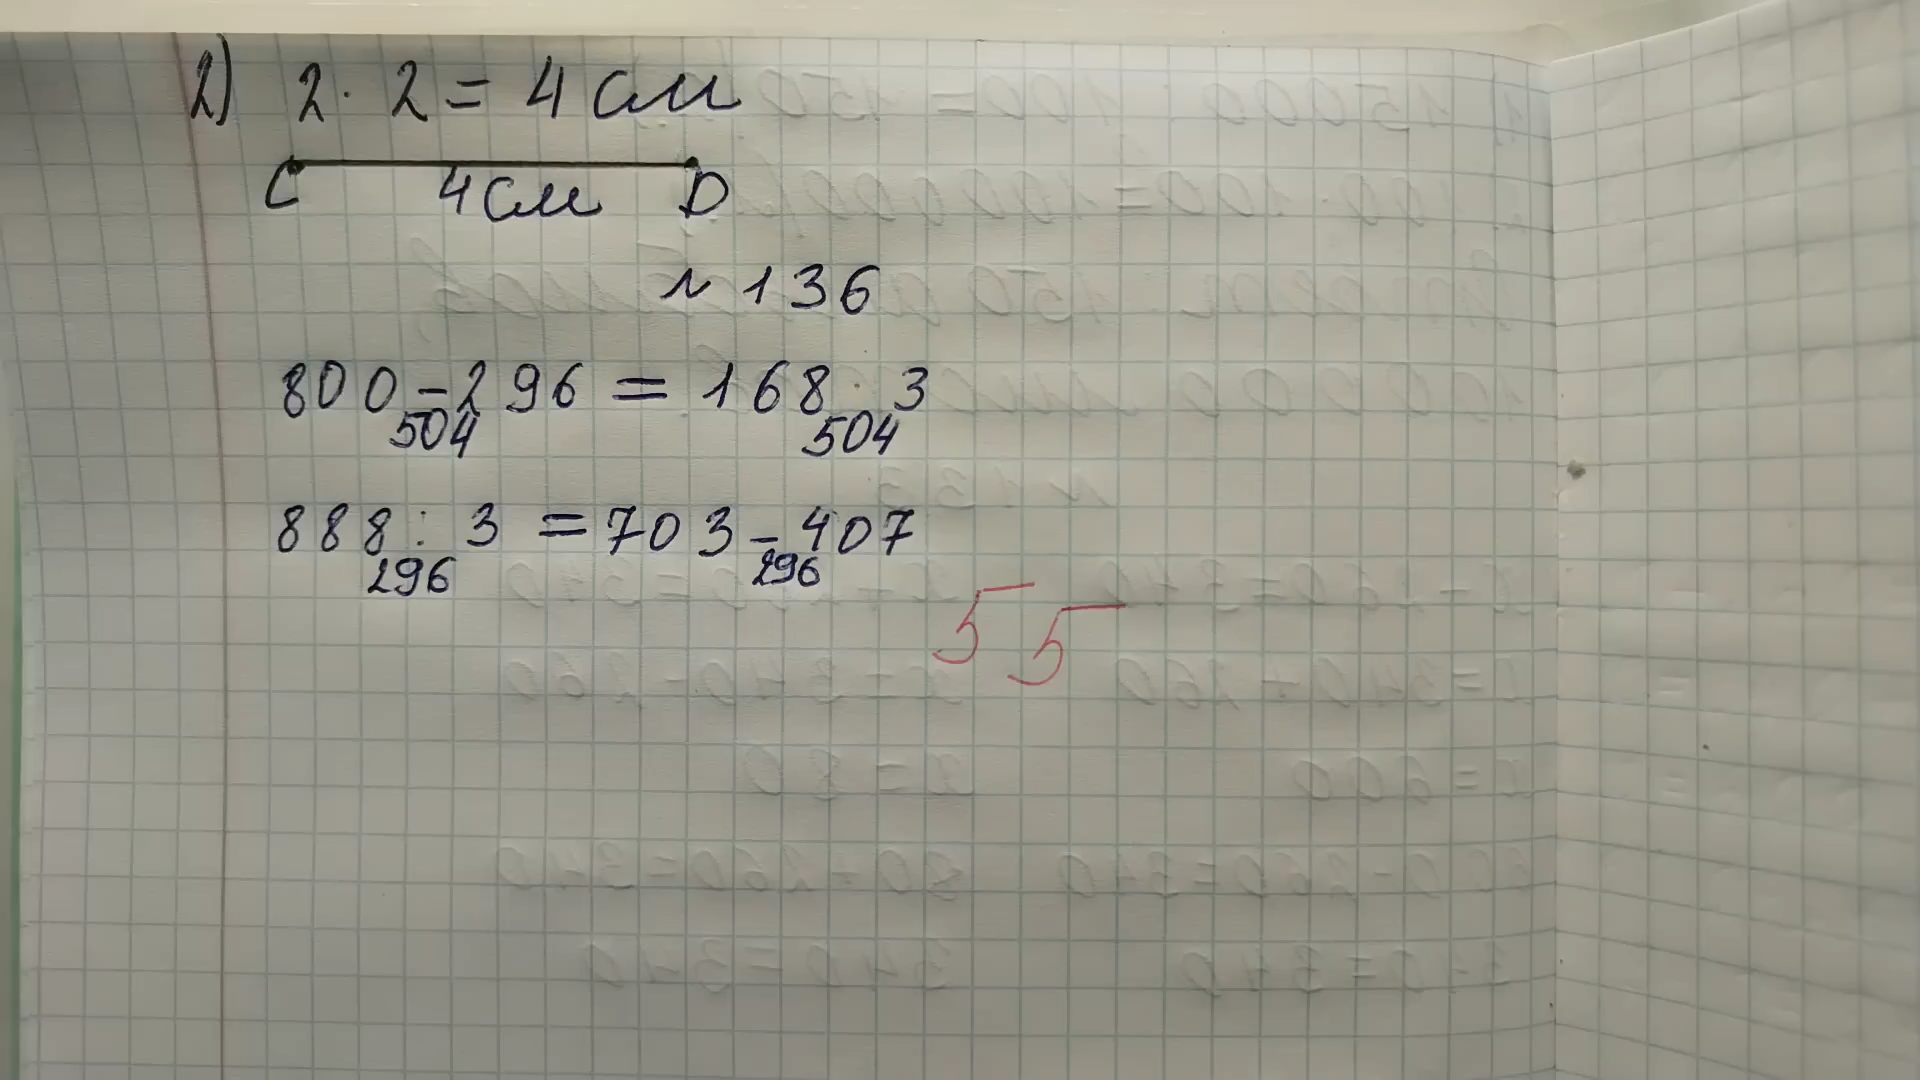 2) 2 · 2 = 4 см
C 4 см D
№ 136
800 - 296 = 168 · 3
504 504
888 : 3 = 703 - 407
296 296
5 5